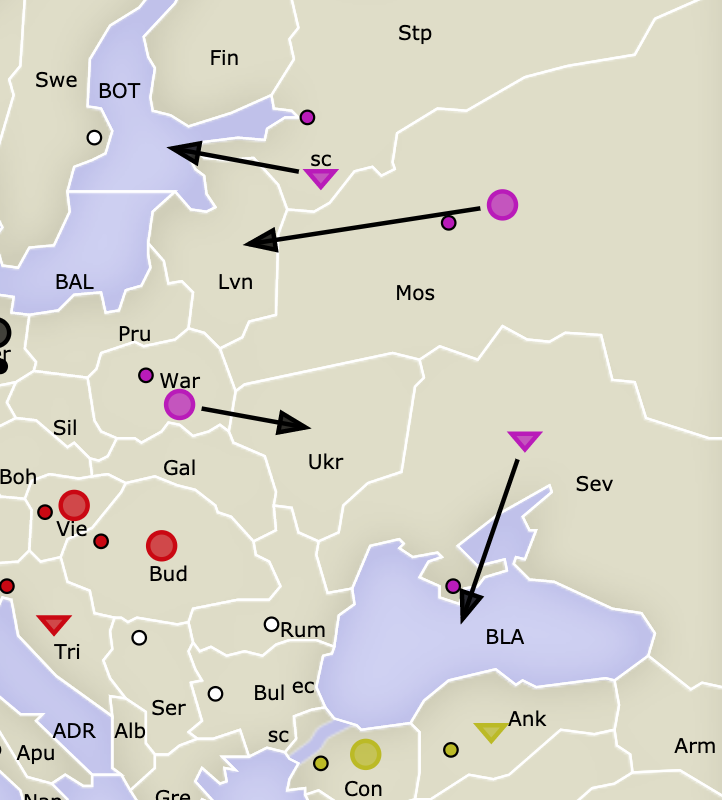 Stp
Fin
Swe
BOT
sc
Lvn
BAL
Mos
Pru
War
Sil
Gal
Ukr
Boh
Sev
Vie
Bud
Rum
BLA
Tri
Bul ec
Ser
Ank
ADR Alb
sc
Arm
Apu
Con
Gre